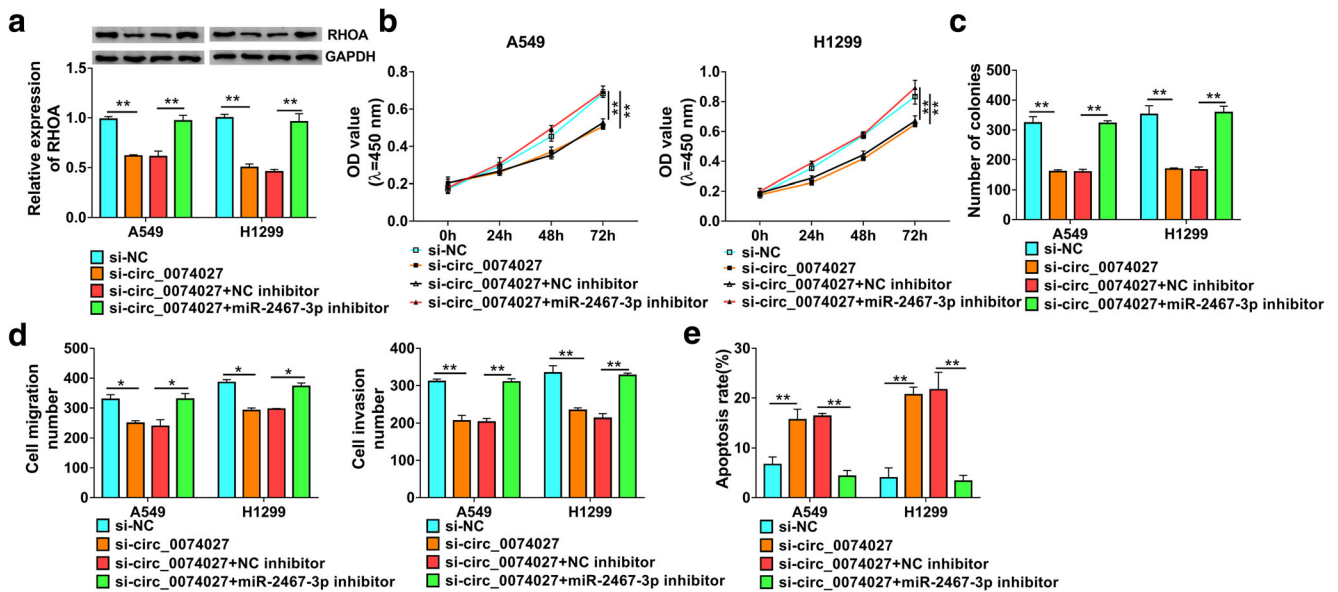 a
RHOA
GAPDH
Relative expression
of RHOA
1.5
1.0
0.5
0.0
** ** ** **
A549 H1299
si-NC
si-circ_0074027
si-circ_0074027+NC inhibitor
si-circ_0074027+miR-2467-3p inhibitor
b
A549
OD value
(λ=450 nm)
0.8
0.6
0.4
0.2
0.0
0h 24h 48h 72h
**
**
si-NC
si-circ_0074027
si-circ_0074027+NC inhibitor
si-circ_0074027+miR-2467-3p inhibitor
H1299
OD value
(λ=450 nm)
1.0
0.8
0.6
0.4
0.2
0.0
0h 24h 48h 72h
**
**
si-NC
si-circ_0074027
si-circ_0074027+NC inhibitor
si-circ_0074027+miR-2467-3p inhibitor
c
Number of colonies
500
400
300
200
100
0
** ** ** **
A549 H1299
si-NC
si-circ_0074027
si-circ_0074027+NC inhibitor
si-circ_0074027+miR-2467-3p inhibitor
d
Cell migration
number
500
400
300
200
100
0
* * * *
A549 H1299
si-NC
si-circ_0074027
si-circ_0074027+NC inhibitor
si-circ_0074027+miR-2467-3p inhibitor
Cell invasion
number
400
300
200
100
0
** ** ** **
A549 H1299
si-NC
si-circ_0074027
si-circ_0074027+NC inhibitor
si-circ_0074027+miR-2467-3p inhibitor
e
Apoptosis rate(%)
30
20
10
0
** ** ** **
A549 H1299
si-NC
si-circ_0074027
si-circ_0074027+NC inhibitor
si-circ_0074027+miR-2467-3p inhibitor